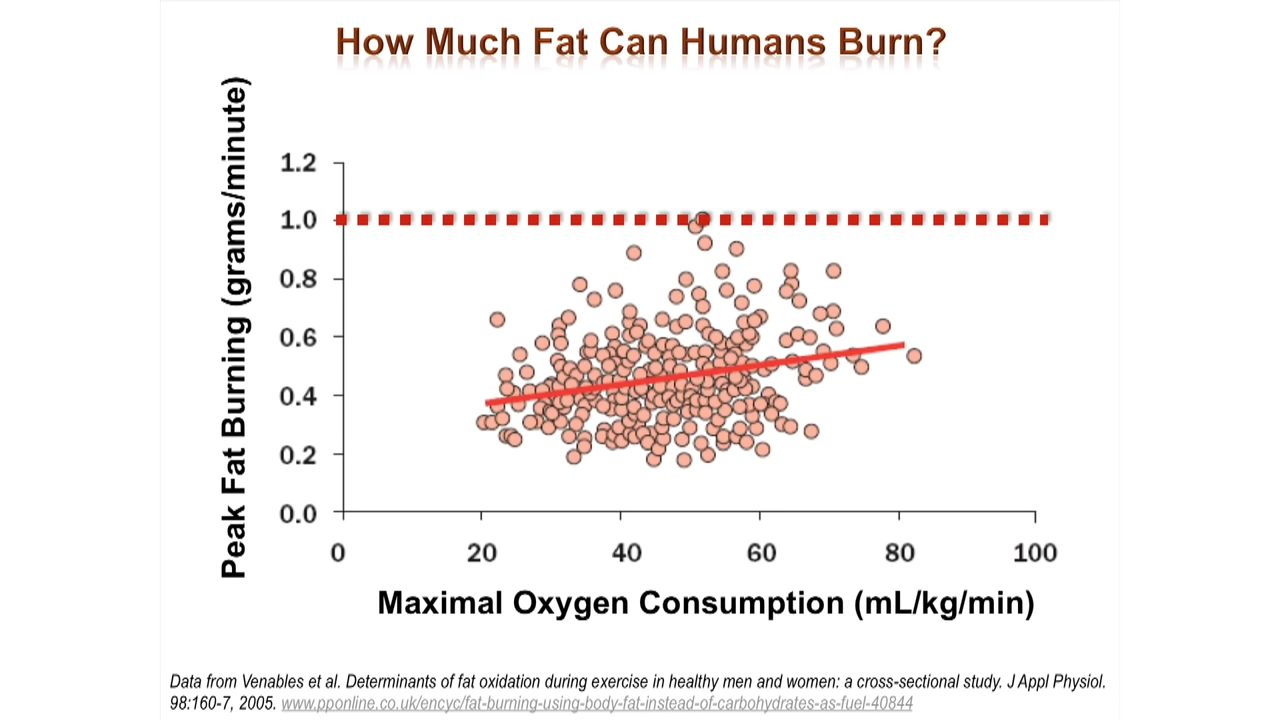 How Much Fat Can Humans Burn?
Peak Fat Burning (grams/minute)
1.2
1.0
0.8
0.6
0.4
0.2
0.0
0 20 40 60 80 100
Maximal Oxygen Consumption (mL/kg/min)
Data from Venables et al. Determinants of fat oxidation during exercise in healthy men and women: a cross-sectional study. J Appl Physiol.
98:160-7, 2005. www.pponline.co.uk/encyc/fat-burning-using-body-fat-instead-of-carbohydrates-as-fuel-40844